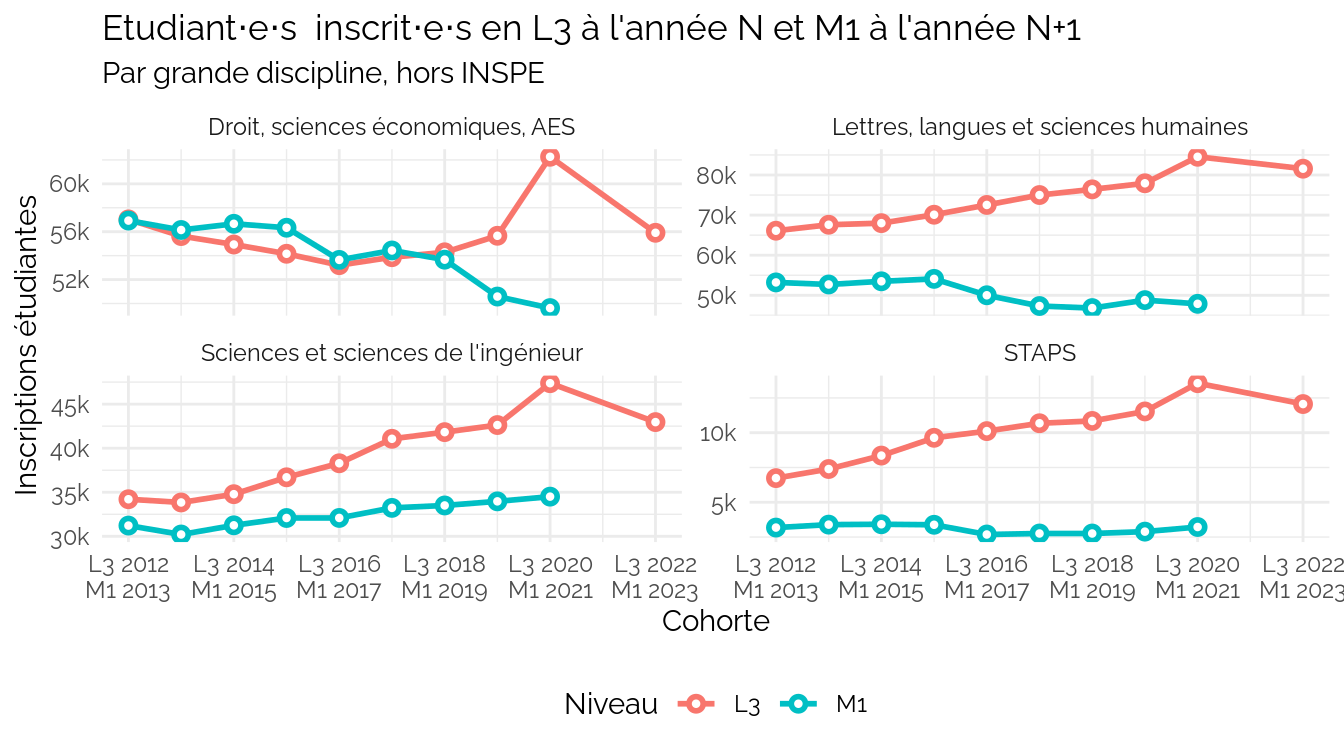 Etudiant·e·s  inscrit·e·s en L3 à l'année N et M1 à l'année N+1
Par grande discipline, hors INSPE
Droit, sciences économiques, AES
Lettres, langues et sciences humaines
60k
56k
52k
80k
70k
60k
50k
Sciences et sciences de l'ingénieur
STAPS
45k
40k
35k
30k
10k
5k
Inscriptions étudiantes
L3 2012 L3 2014 L3 2016 L3 2018 L3 2020 L3 2022
M1 2013 M1 2015 M1 2017 M1 2019 M1 2021 M1 2023
L3 2012 L3 2014 L3 2016 L3 2018 L3 2020 L3 2022
M1 2013 M1 2015 M1 2017 M1 2019 M1 2021 M1 2023
Cohorte
Niveau L3 M1